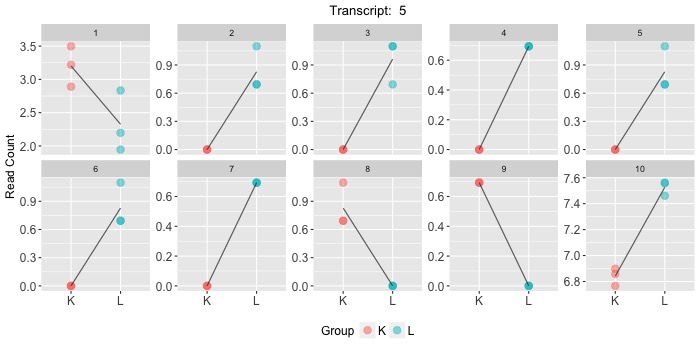 Transcript: 5
1 2 3 4 5
3.5 3.0 2.5 2.0
0.9 0.6 0.3 0.0
0.9 0.6 0.3 0.0
0.6 0.4 0.2 0.0
0.9 0.6 0.3 0.0
Read Count
6 7 8 9 10
0.9 0.6 0.3 0.0
0.6 0.4 0.2 0.0
0.9 0.6 0.3 0.0
0.6 0.4 0.2 0.0
7.6 7.4 7.2 7.0 6.8
K L K L K L K L K L
Group K L